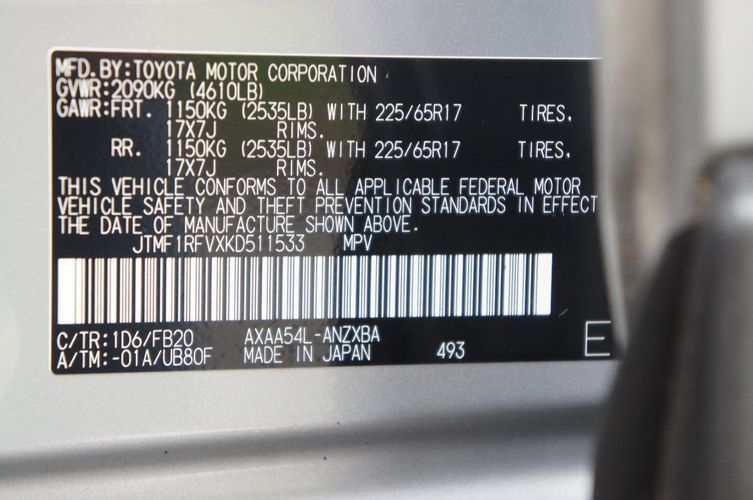 MFD.BY:TOYOTA MOTOR CORPORATION
GVWR:2090KG (4610LB)
GAWR:FRT. 1150KG (2535LB) WITH 225/65R17 TIRES,
17X7J RIMS.
RR. 1150KG (2535LB) WITH 225/65R17 TIRES,
17X7J RIMS.
THIS VEHICLE CONFORMS TO ALL APPLICABLE FEDERAL MOTOR
VEHICLE SAFETY AND THEFT PREVENTION STANDARDS IN EFFECT
THE DATE OF MANUFACTURE SHOWN ABOVE.
JTMF1RFVXKD511533 MPV
C/TR:1D6/FB20 AXAA54L-ANZXBA
A/TM:-01A/UB80F MADE IN JAPAN 493 E